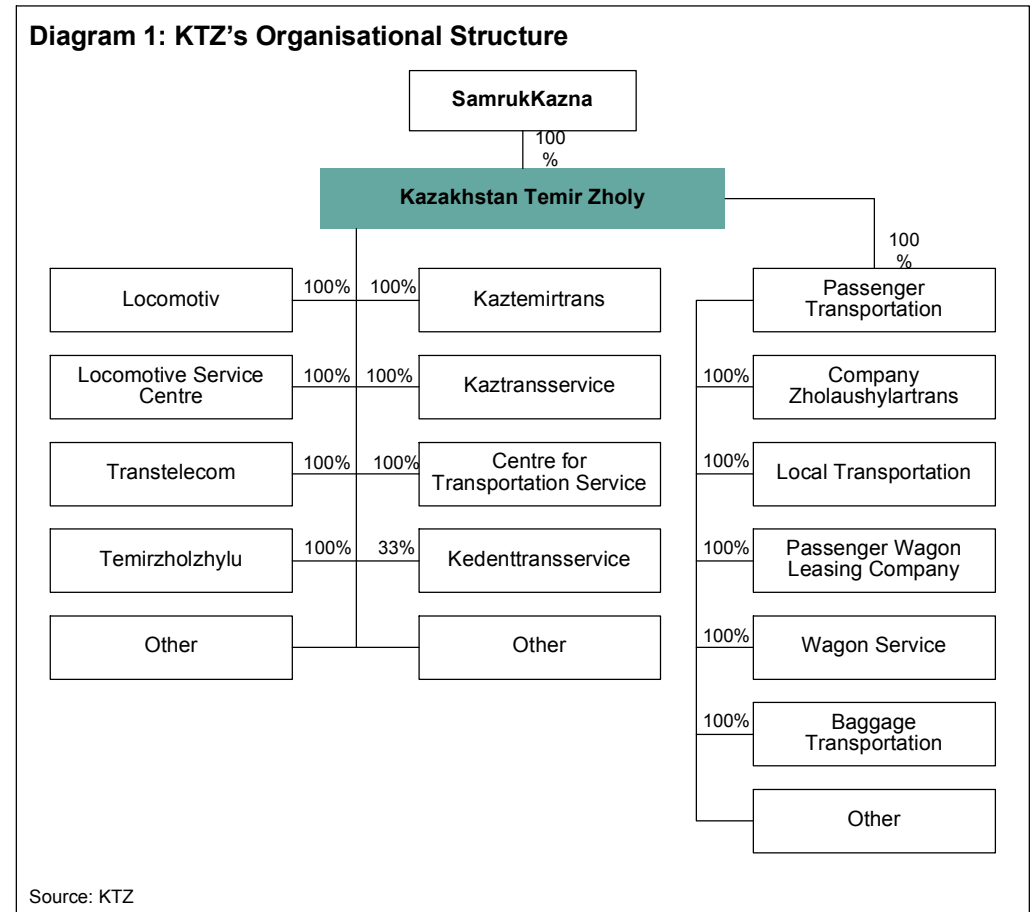 Diagram 1: KTZ's Organisational Structure
SamrukKazna
100
%
Kazakhstan Temir Zholy
100
%
Locomotiv
100%
100%
Kaztemirtrans
Passenger
Transportation
Locomotive Service
Centre
100%
100%
Kaztransservice
100%
Company
Zholaushylartrans
Transtelecom
100%
100%
Centre for
Transportation Service
100%
Local Transportation
Temirzholzhylu
100%
33%
Kedenttransservice
100%
Passenger Wagon
Leasing Company
Other
Other
100%
Wagon Service
100%
Baggage
Transportation
Other
Source: KTZ